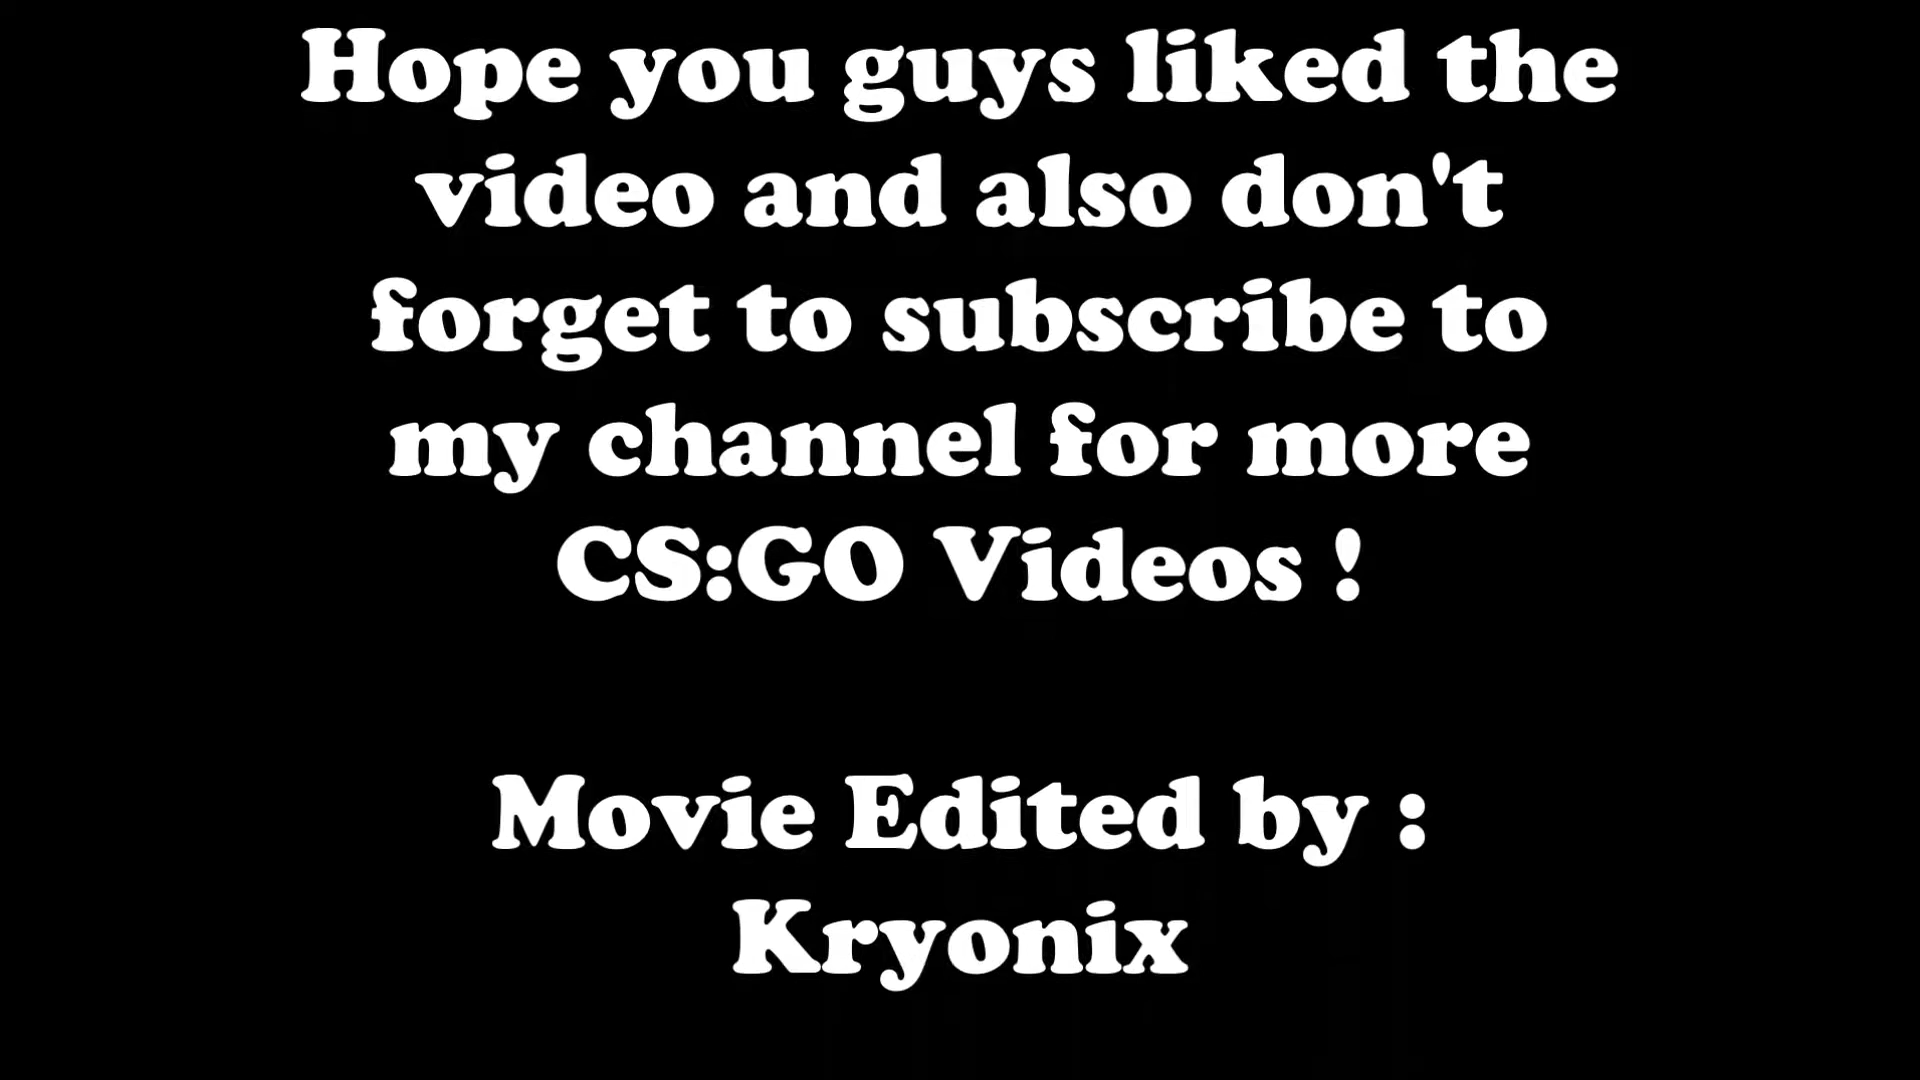 Hope you guys liked the
video and also don't
forget to subscribe to
my channel for more
CS:GO Videos !
Movie Edited by :
Kryonix